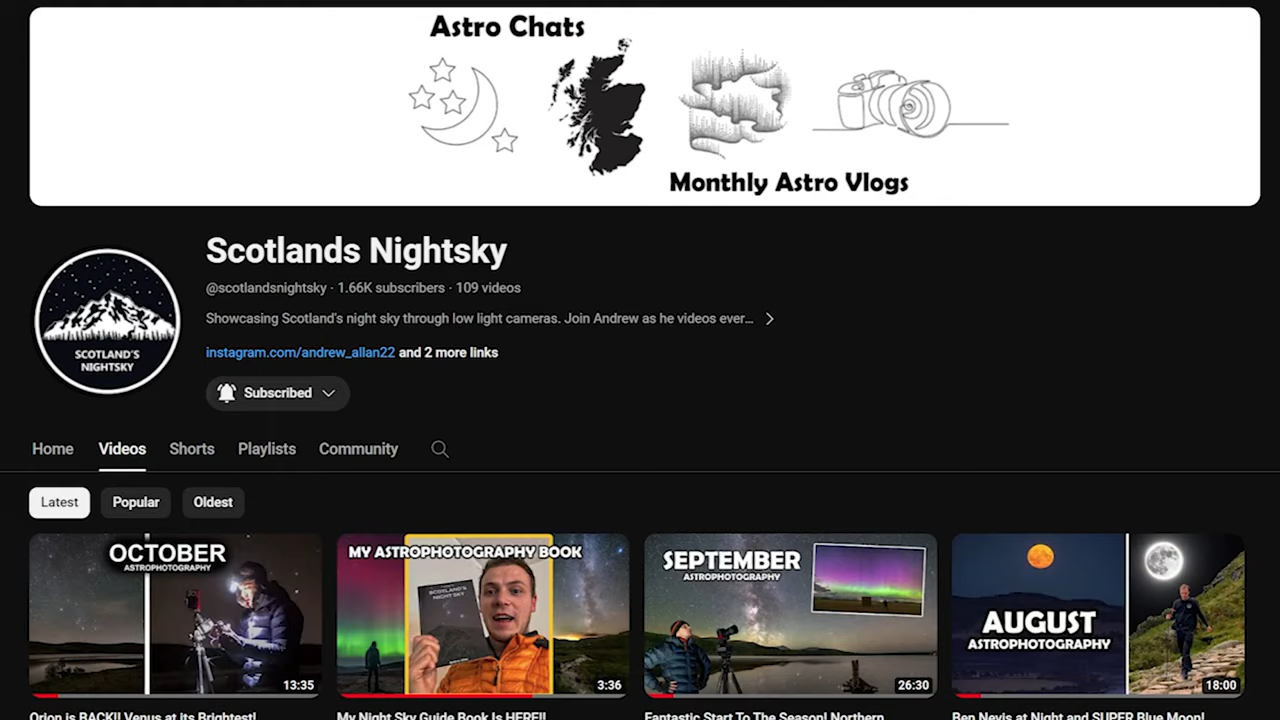 Astro Chats
Monthly Astro Vlogs
Scotlands Nightsky
@scotlandsnightsky · 1.66K subscribers · 109 videos
Showcasing Scotland's night sky through low light cameras. Join Andrew as he videos ever...
instagram.com/andrew_allan22 and 2 more links
SCOTLAND'S
NIGHTSKY
Subscribed
Home Videos Shorts Playlists Community
Latest Popular Oldest
OCTOBER
ASTROPHOTOGRAPHY
13:35
MY ASTROPHOTOGRAPHY BOOK
SCOTLAND'S
NIGHT SKY
3:36
SEPTEMBER
ASTROPHOTOGRAPHY
26:30
AUGUST
ASTROPHOTOGRAPHY
18:00
Orion is BACK!! Venus at its Brightest!
My Night Sky Guide Book Is HERE!!
Fantastic Start To The Season! Northern
Ben Nevis at Night and SUPER Blue Moon!